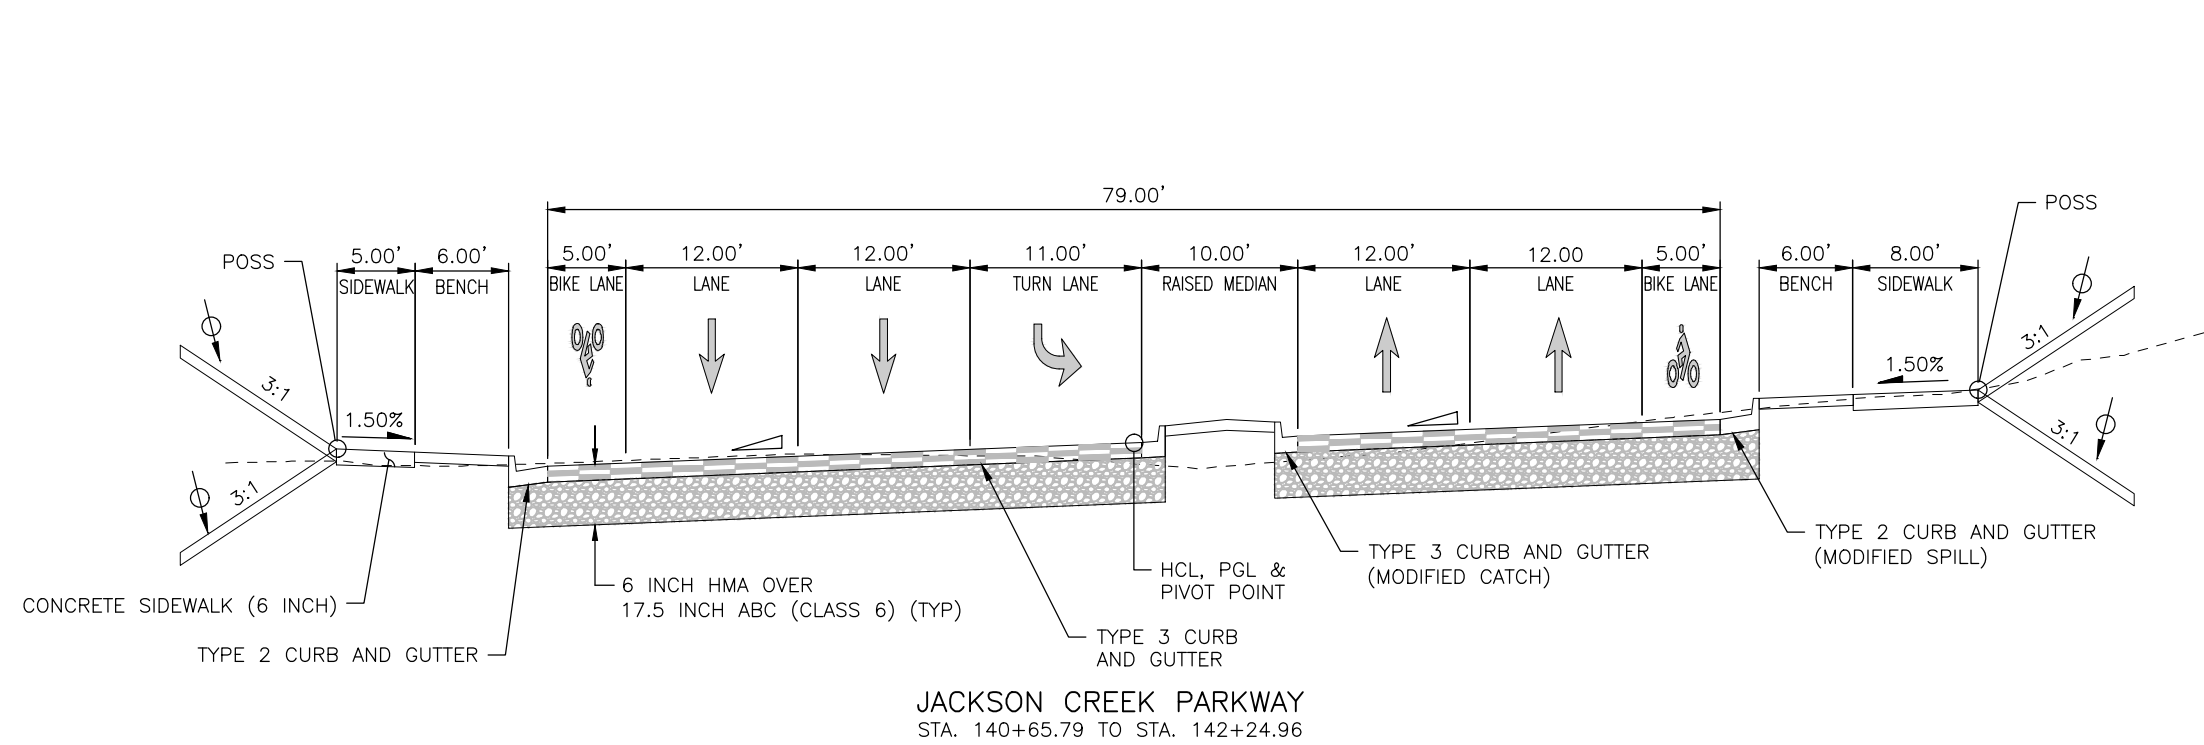 79.00'
POSS
POSS
5.00' 6.00' 5.00' 12.00' 12.00' 11.00' 10.00' 12.00' 12.00 5.00' 6.00' 8.00'
SIDEWALK BENCH BIKE LANE LANE LANE TURN LANE RAISED MEDIAN LANE LANE BIKE LANE BENCH SIDEWALK
3:1
1.50%
3:1
3:1
1.50%
3:1
TYPE 2 CURB AND GUTTER
(MODIFIED SPILL)
TYPE 3 CURB AND GUTTER
(MODIFIED CATCH)
HCL, PGL &
PIVOT POINT
6 INCH HMA OVER
17.5 INCH ABC (CLASS 6) (TYP)
CONCRETE SIDEWALK (6 INCH)
TYPE 3 CURB
AND GUTTER
TYPE 2 CURB AND GUTTER
JACKSON CREEK PARKWAY
STA. 140+65.79 TO STA. 142+24.96